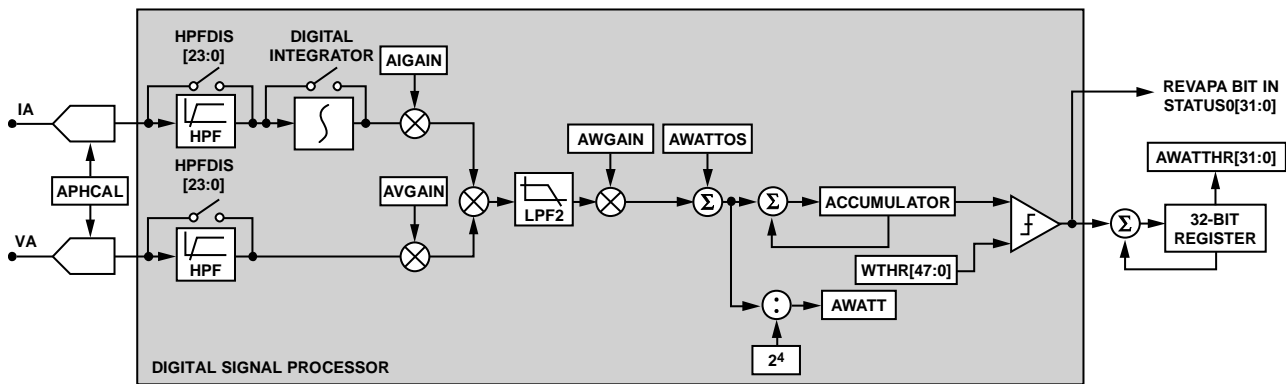 HPFDIS
[23:0]
DIGITAL
INTEGRATOR
AIGAIN
IA
HPF
REVAPA BIT IN
STATUS0[31:0]
AWATTHR[31:0]
APHCAL
HPFDIS
[23:0]
AVGAIN
LPF2
AWGAIN
AWATTOS
Σ
Σ
ACCUMULATOR
Σ
32-BIT
REGISTER
VA
HPF
WTHR[47:0]
:
AWATT
2⁴
DIGITAL SIGNAL PROCESSOR